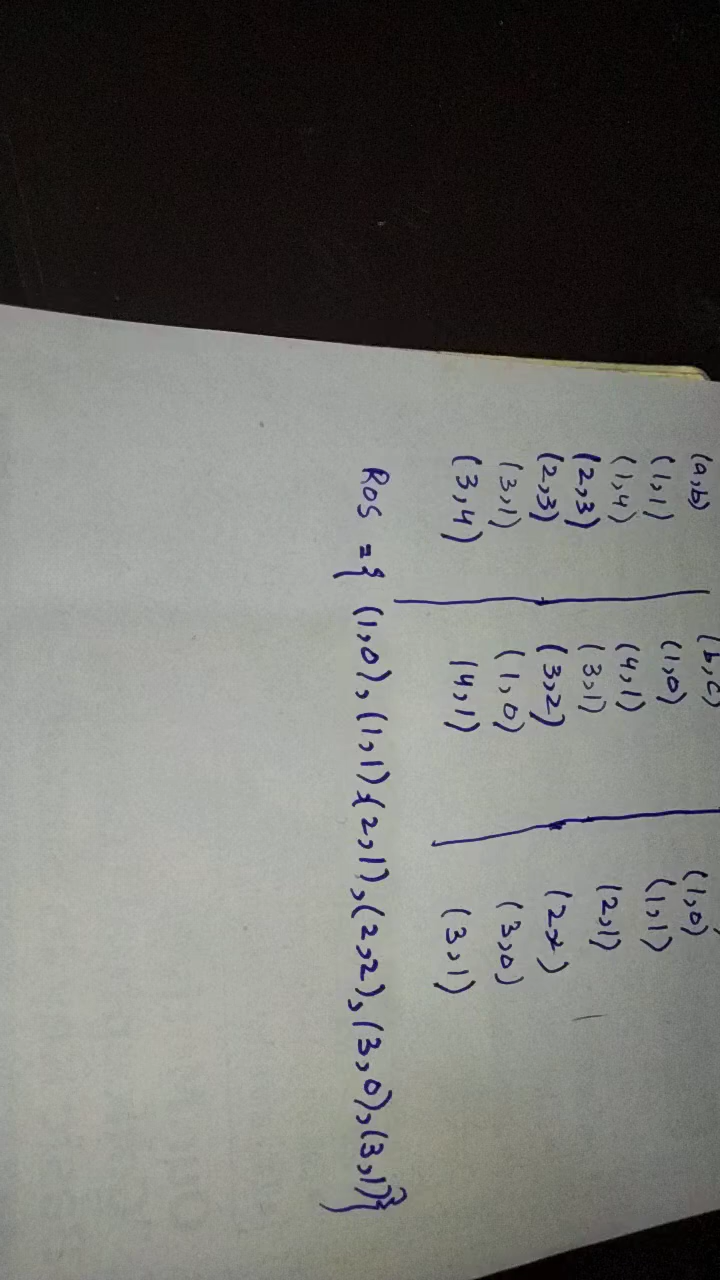 (a,b) (b,c)
(1,1) (1,0) (1,0)
(1,4) (4,1) (1,1)
(2,3) (3,1) (2,1)
(2,3) (3,2) (2,2)
(3,1) (1,0) (3,0)
(3,4) (4,1) (3,1)
Ros = { (1,0), (1,1), (2,1), (2,2), (3,0), (3,1)}